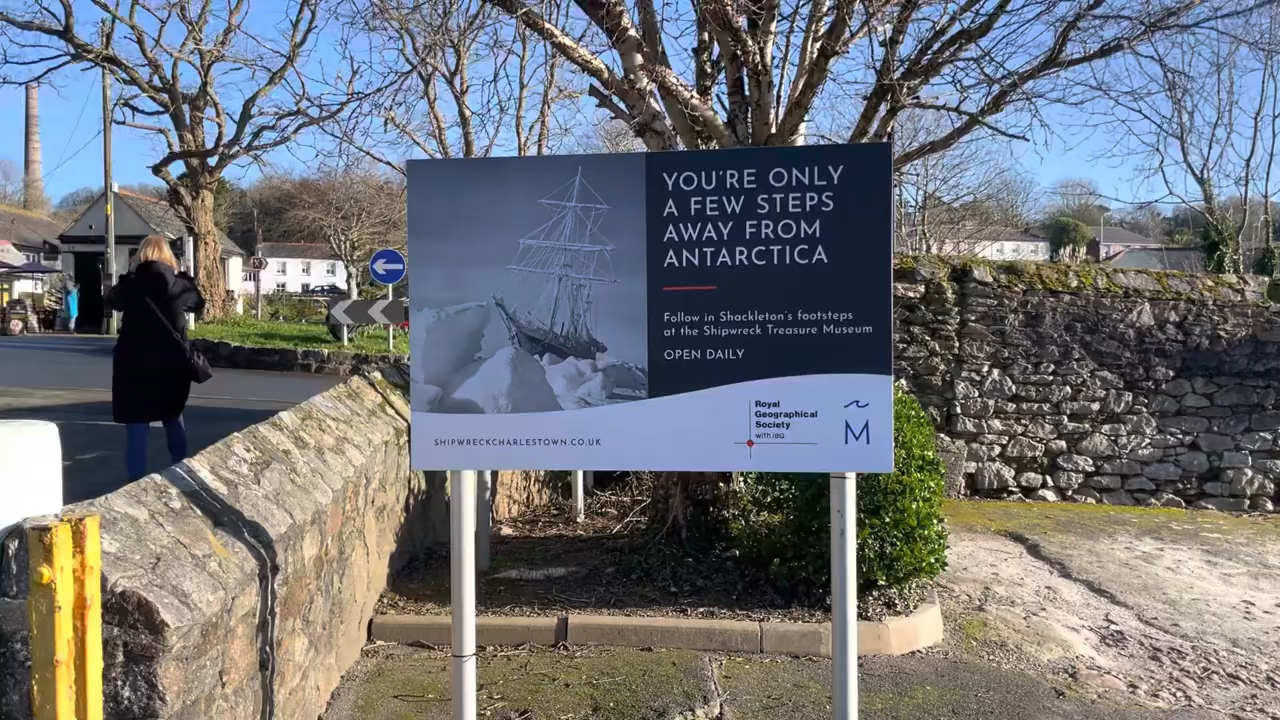 YOU'RE ONLY
A FEW STEPS
AWAY FROM
ANTARCTICA
Follow in Shackleton's footsteps
at the Shipwreck Treasure Museum
OPEN DAILY
SHIPWRECKCHARLESTOWN.CO.UK
Royal
Geographical
Society
with IBG
M